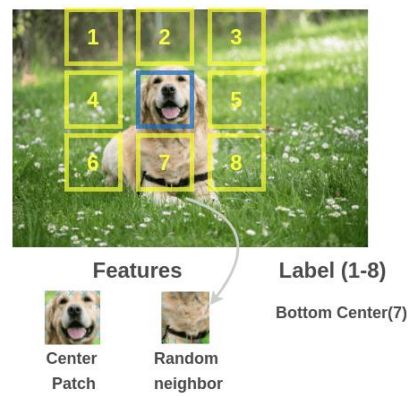 1 2 3
4 5
6 7 8
Features Label (1-8)
Bottom Center(7)
Center Random
Patch neighbor